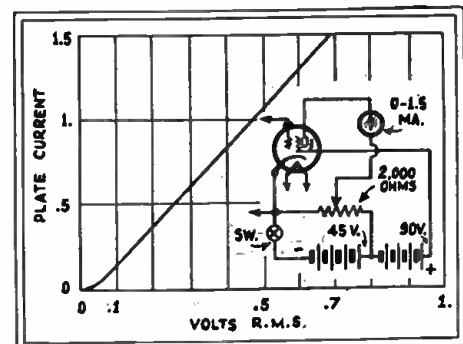 1.5
1.
.5
0
PLATE CURRENT
0 .1 .5 .7 1.
VOLTS R.M.S.
0-1.5
MA.
2,000
OHMS
SW.
45 V.
90V.
-
+